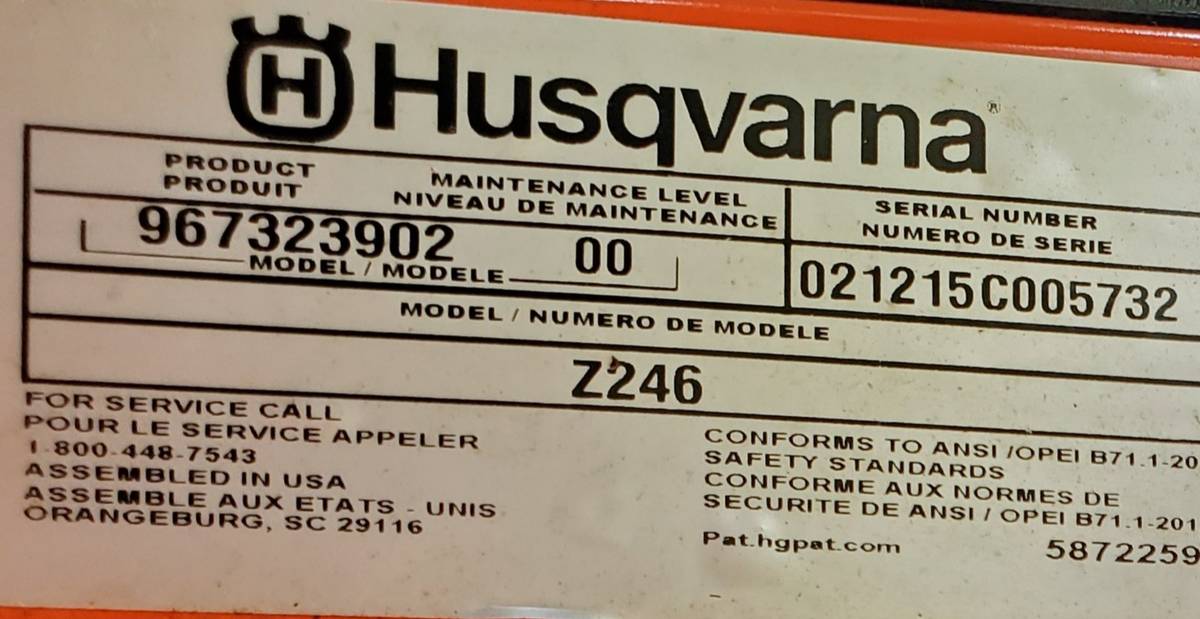 H Husqvarna®
PRODUCT
PRODUIT
MAINTENANCE LEVEL
NIVEAU DE MAINTENANCE
SERIAL NUMBER
NUMERO DE SERIE
967323902 00
021215C005732
MODEL / MODELE
MODEL / NUMERO DE MODELE
Z246
FOR SERVICE CALL
POUR LE SERVICE APPELER
1-800-448-7543
ASSEMBLED IN USA
ASSEMBLE AUX ETATS - UNIS
ORANGEBURG, SC 29116
CONFORMS TO ANSI /OPEI B71.1-20
SAFETY STANDARDS
CONFORME AUX NORMES DE
SECURITE DE ANSI / OPEI B71.1-201
Pat.hgpat.com
5872259